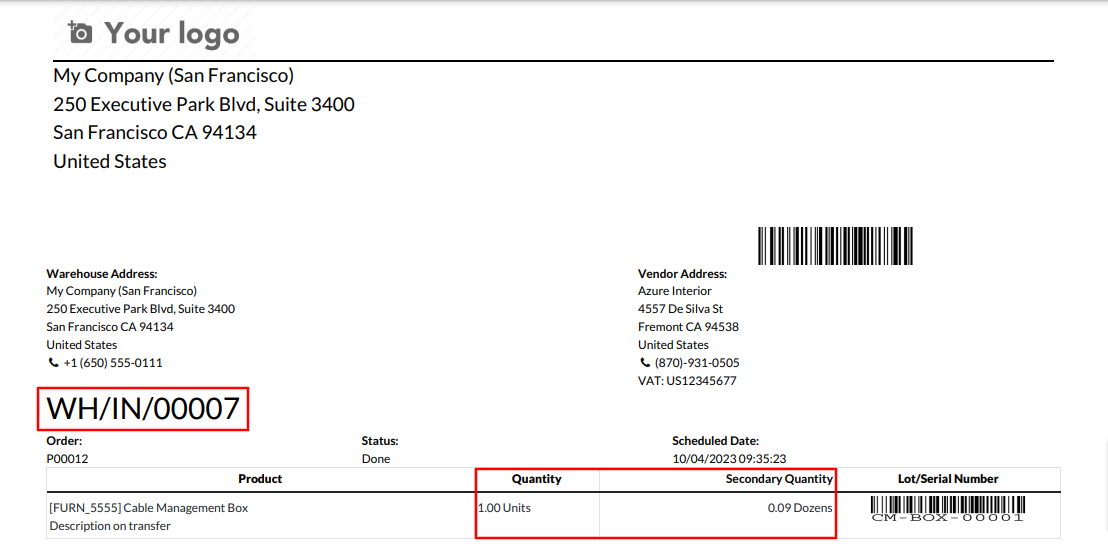 Your logo
My Company (San Francisco)
250 Executive Park Blvd, Suite 3400
San Francisco CA 94134
United States
Warehouse Address:
My Company (San Francisco)
250 Executive Park Blvd, Suite 3400
San Francisco CA 94134
United States
+1 (650) 555-0111
Vendor Address:
Azure Interior
4557 De Silva St
Fremont CA 94538
United States
(870)-931-0505
VAT: US12345677
WH/IN/00007
Order: Status: Scheduled Date:
P00012 Done 10/04/2023 09:35:23
Product Quantity Secondary Quantity Lot/Serial Number
[FURN_5555] Cable Management Box 1.00 Units 0.09 Dozens CM-BOX-00001
Description on transfer